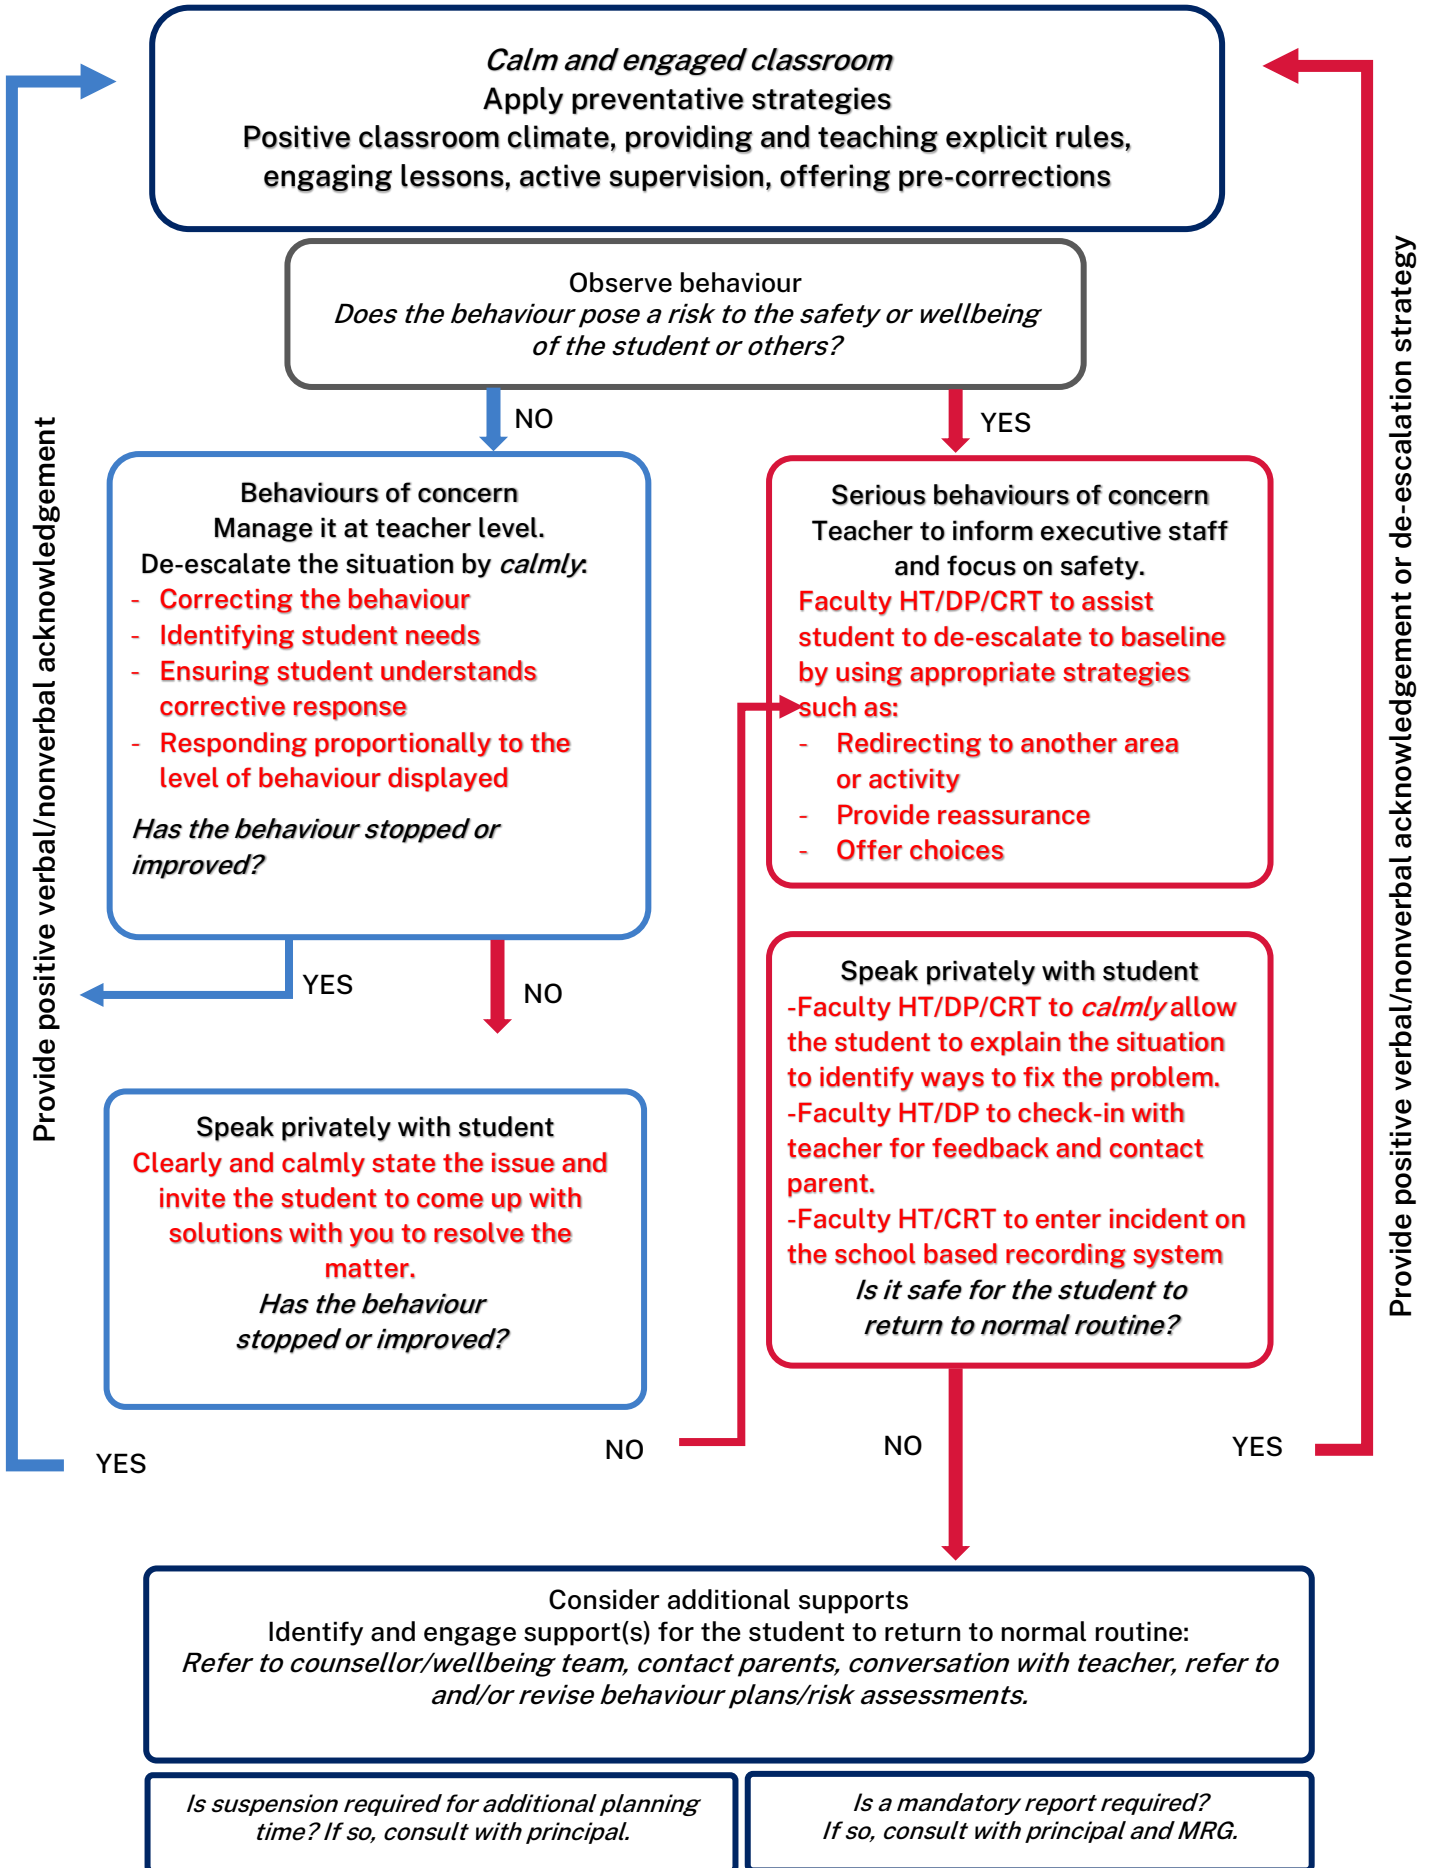 Calm and engaged classroom
Apply preventative strategies
Positive classroom climate, providing and teaching explicit rules,
engaging lessons, active supervision, offering pre-corrections
Observe behaviour
Does the behaviour pose a risk to the safety or wellbeing
of the student or others?
NO
YES
Behaviours of concern
Manage it at teacher level.
De-escalate the situation by calmly:
- Correcting the behaviour
- Identifying student needs
- Ensuring student understands
corrective response
- Responding proportionally to the
level of behaviour displayed
Has the behaviour stopped or
improved?
Serious behaviours of concern
Teacher to inform executive staff
and focus on safety.
Faculty HT/DP/CRT to assist
student to de-escalate to baseline
by using appropriate strategies
such as:
- Redirecting to another area
or activity
- Provide reassurance
- Offer choices
YES
NO
Speak privately with student
Clearly and calmly state the issue and
invite the student to come up with
solutions with you to resolve the
matter.
Has the behaviour
stopped or improved?
Speak privately with student
-Faculty HT/DP/CRT to calmly allow
the student to explain the situation
to identify ways to fix the problem.
-Faculty HT/DP to check-in with
teacher for feedback and contact
parent.
-Faculty HT/CRT to enter incident on
the school based recording system
Is it safe for the student to
return to normal routine?
YES
NO
NO
YES
Provide positive verbal/nonverbal acknowledgement
Provide positive verbal/nonverbal acknowledgement or de-escalation strategy
Consider additional supports
Identify and engage support(s) for the student to return to normal routine:
Refer to counsellor/wellbeing team, contact parents, conversation with teacher, refer to
and/or revise behaviour plans/risk assessments.
Is suspension required for additional planning
time? If so, consult with principal.
Is a mandatory report required?
If so, consult with principal and MRG.